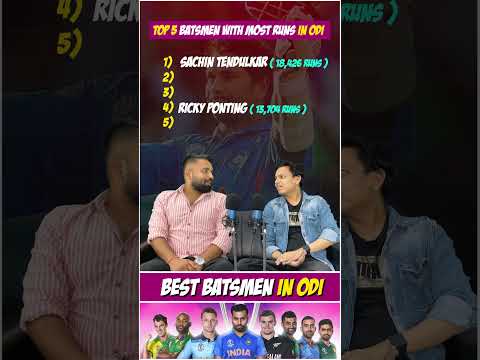 TOP 5 BATSMEN WITH MOST RUNS IN ODI
1) SACHIN TENDULKAR ( 18,426 RUNS )
2)
3)
4) RICKY PONTING ( 13,704 RUNS )
5)
BEST BATSMEN IN ODI
INDIA